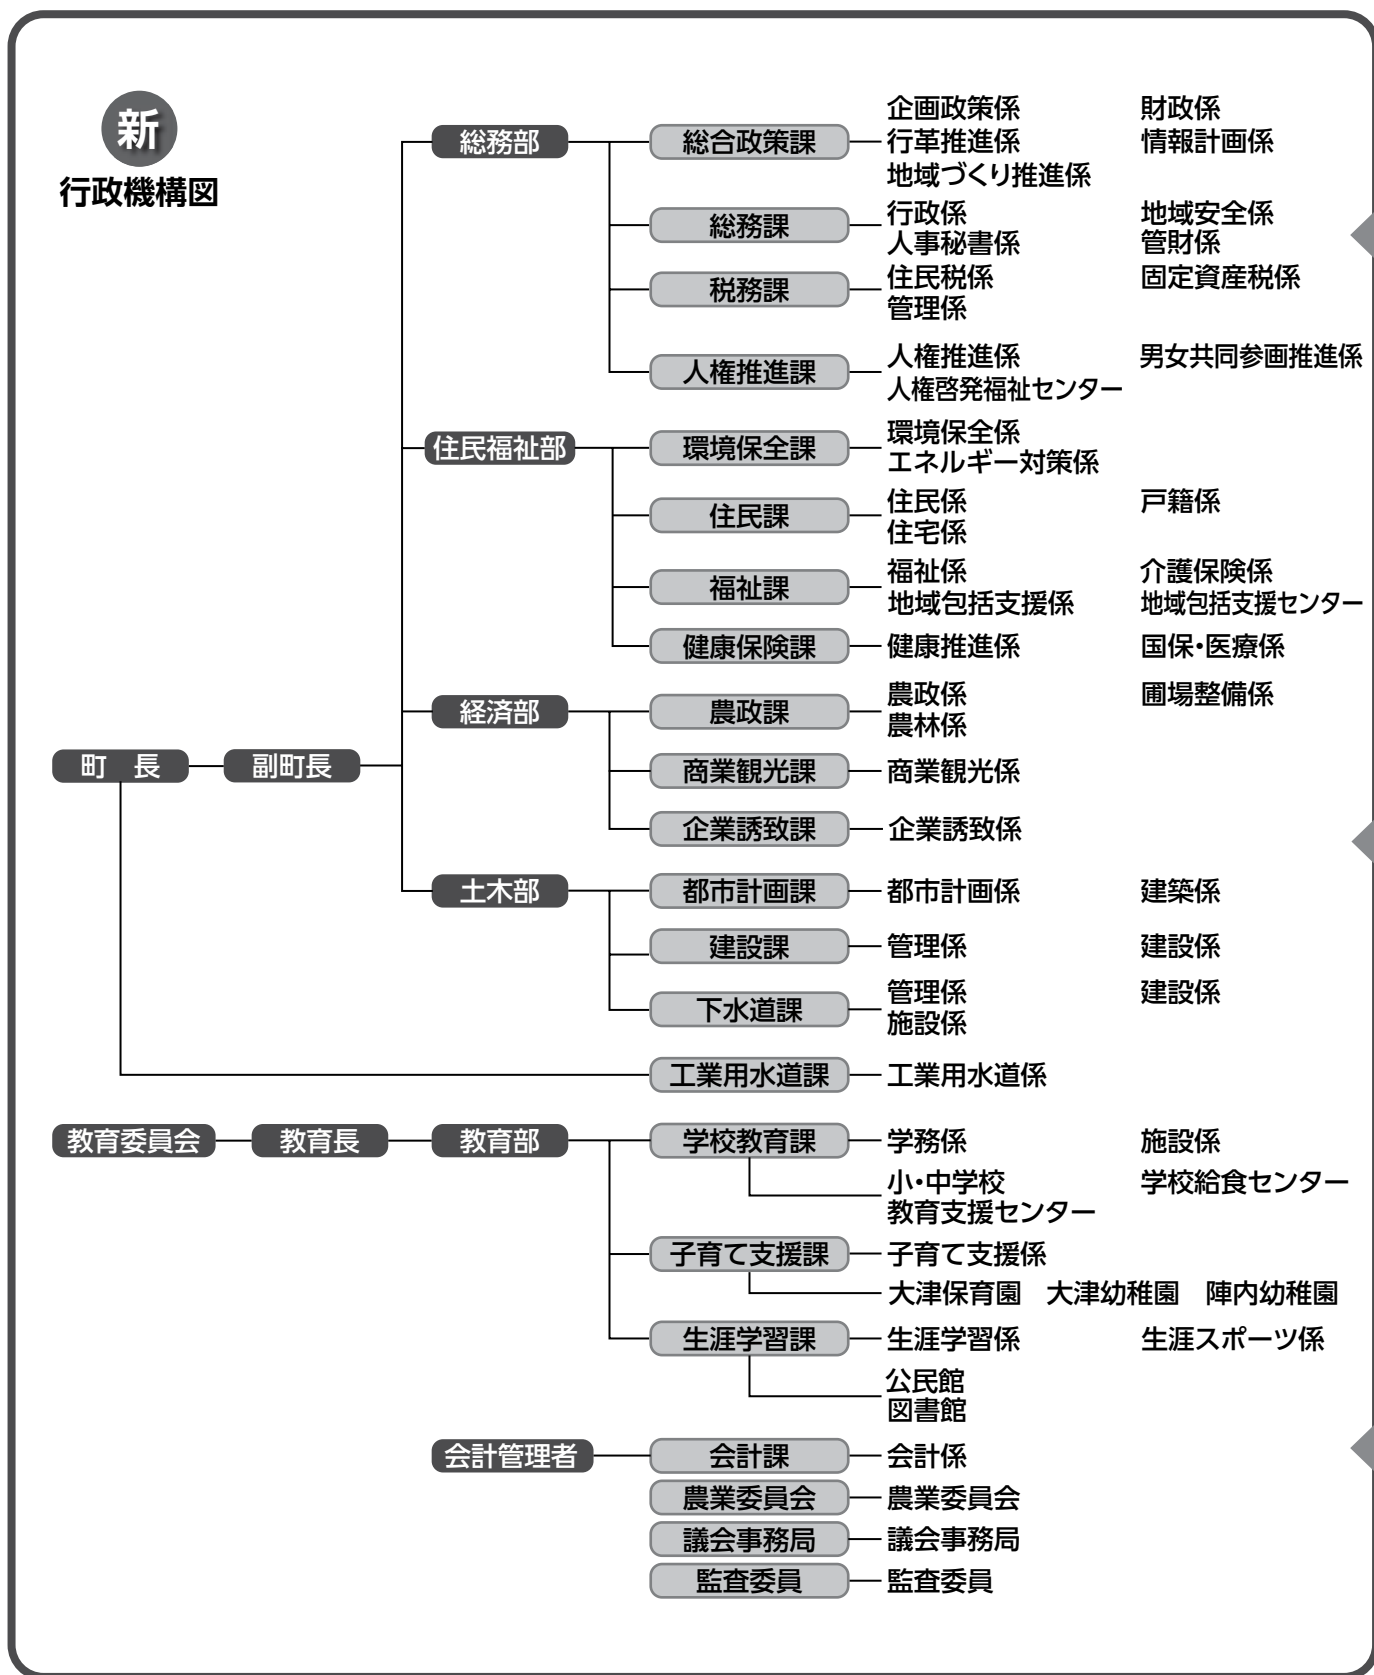 新
行政機構図
町　長
副町長
総務部
総合政策課
企画政策係　財政係
行革推進係　情報計画係
地域づくり推進係
総務課
行政係　地域安全係
人事秘書係　管財係
税務課
住民税係　固定資産税係
管理係
人権推進課
人権推進係　男女共同参画推進係
人権啓発福祉センター
住民福祉部
環境保全課
環境保全係
エネルギー対策係
住民課
住民係　戸籍係
住宅係
福祉課
福祉係　介護保険係
地域包括支援係　地域包括支援センター
健康保険課
健康推進係　国保・医療係
経済部
農政課
農政係　圃場整備係
農林係
商業観光課
商業観光係
企業誘致課
企業誘致係
土木部
都市計画課
都市計画係　建築係
建設課
管理係　建設係
下水道課
管理係　建設係
施設係
工業用水道課
工業用水道係
教育委員会
教育長
教育部
学校教育課
学務係　施設係
小・中学校　学校給食センター
教育支援センター
子育て支援課
子育て支援係
大津保育園　大津幼稚園　陣内幼稚園
生涯学習課
生涯学習係　生涯スポーツ係
公民館
図書館
会計管理者
会計課
会計係
農業委員会
農業委員会
議会事務局
議会事務局
監査委員
監査委員